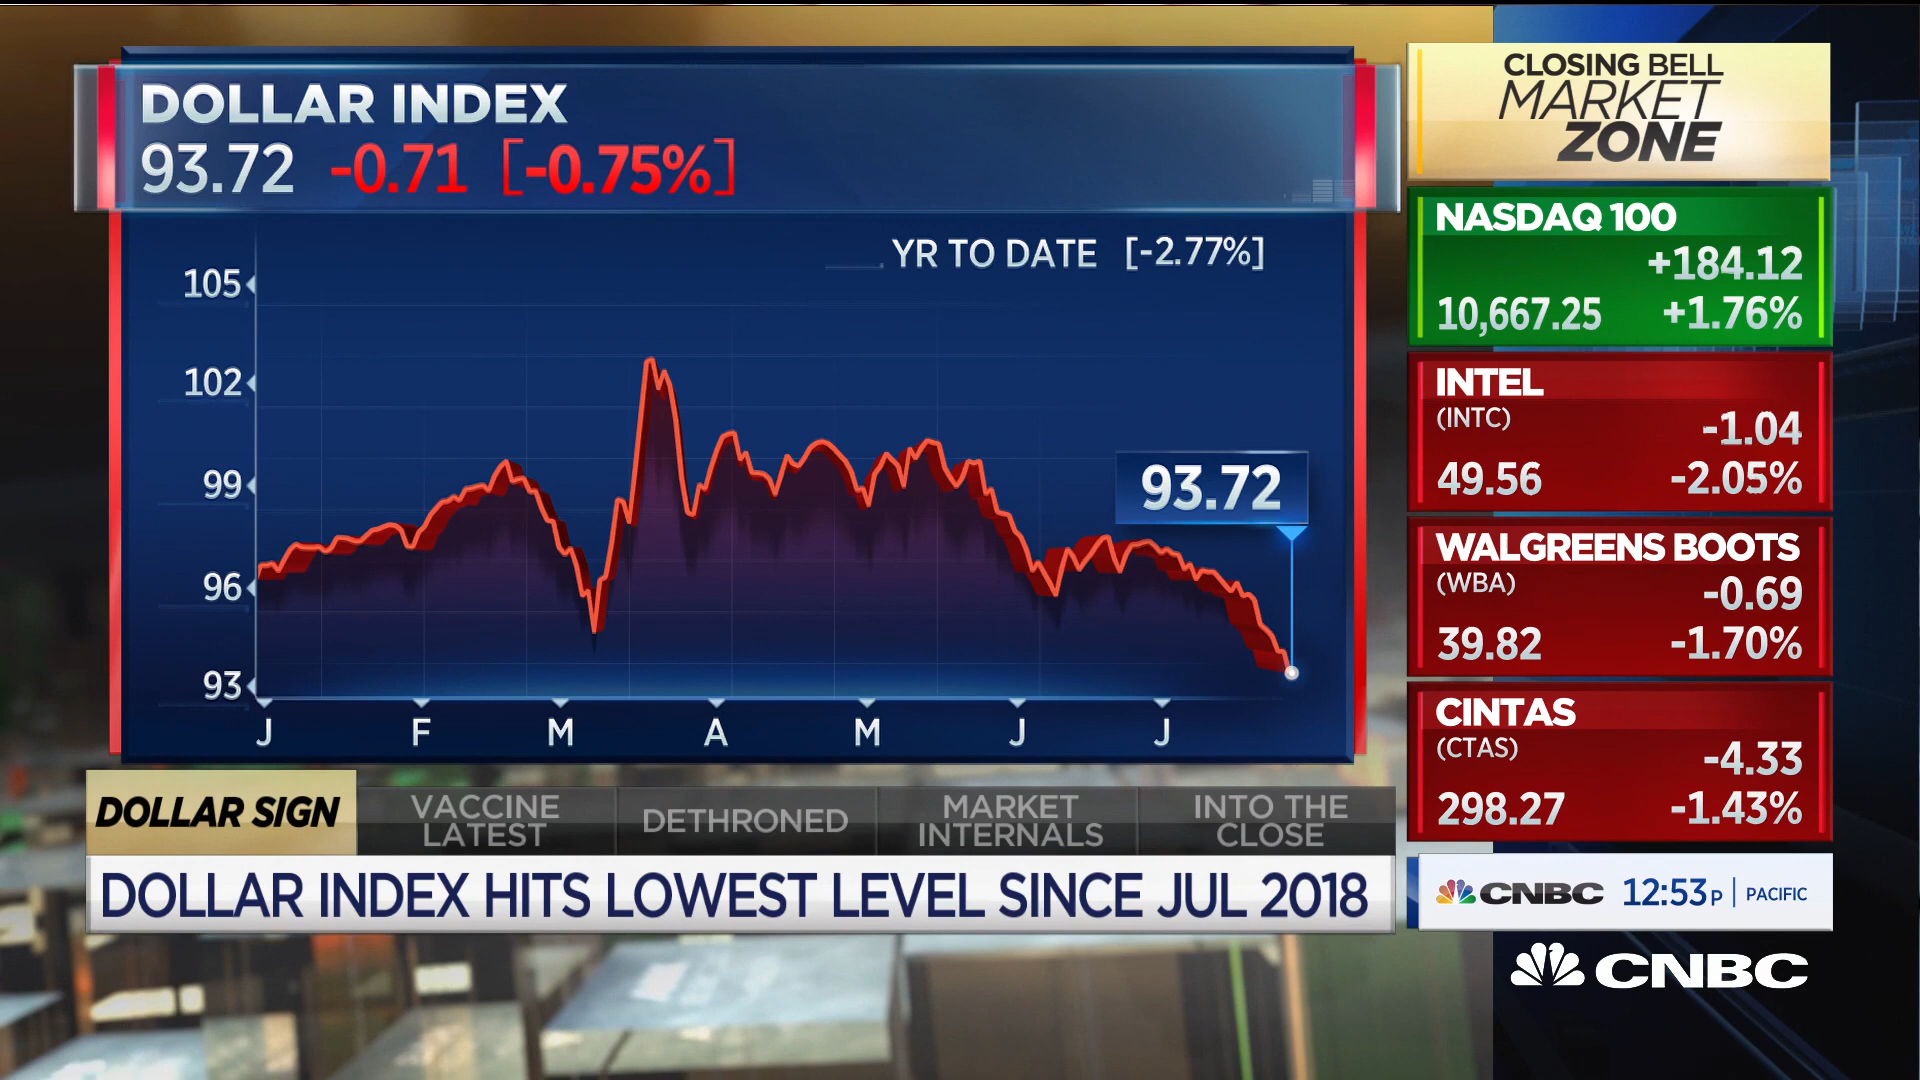 DOLLAR INDEX
93.72 -0.71 [-0.75%]
YR TO DATE [-2.77%]
105
102
99
96
93
93.72
J F M A M J J
DOLLAR SIGN
VACCINE
LATEST
DETHRONED
MARKET
INTERNALS
INTO THE
CLOSE
DOLLAR INDEX HITS LOWEST LEVEL SINCE JUL 2018
CLOSING BELL
MARKET
ZONE
NASDAQ 100
+184.12
10,667.25 +1.76%
INTEL
(INTC)
-1.04
49.56 -2.05%
WALGREENS BOOTS
(WBA)
-0.69
39.82 -1.70%
CINTAS
(CTAS)
-4.33
298.27 -1.43%
CNBC 12:53P | PACIFIC
CNBC